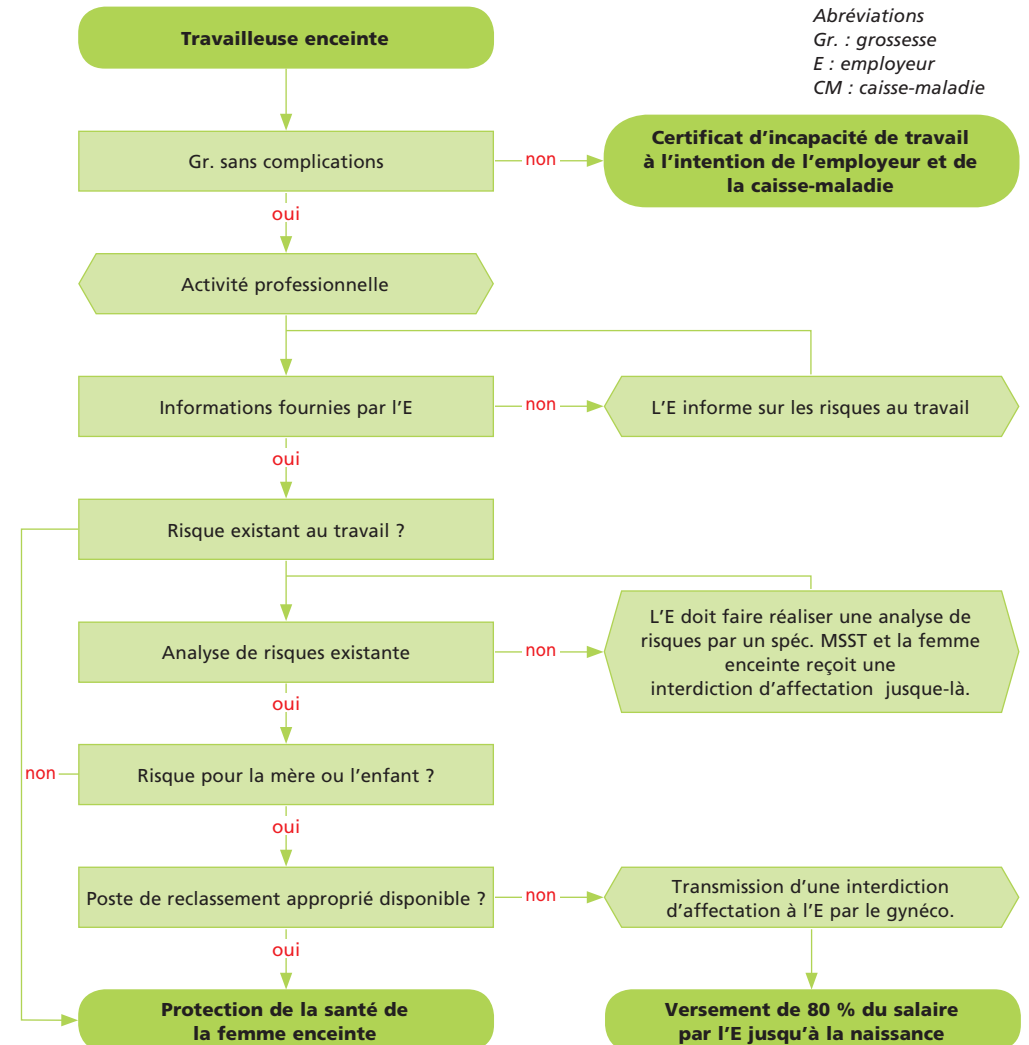 Travailleuse enceinte
Abréviations
Gr. : grossesse
E : employeur
CM : caisse-maladie
Gr. sans complications
non
Certificat d’incapacité de travail
à l’intention de l’employeur et de
la caisse-maladie
oui
Activité professionnelle
Informations fournies par l’E
non
L’E informe sur les risques au travail
oui
Risque existant au travail ?
Analyse de risques existante
non
L’E doit faire réaliser une analyse de
risques par un spéc. MSST et la femme
enceinte reçoit une
interdiction d’affectation jusque-là.
oui
non
Risque pour la mère ou l’enfant ?
oui
Poste de reclassement approprié disponible ?
non
Transmission d’une interdiction
d’affectation à l’E par le gynéco.
oui
Protection de la santé de
la femme enceinte
Versement de 80 % du salaire
par l’E jusqu’à la naissance